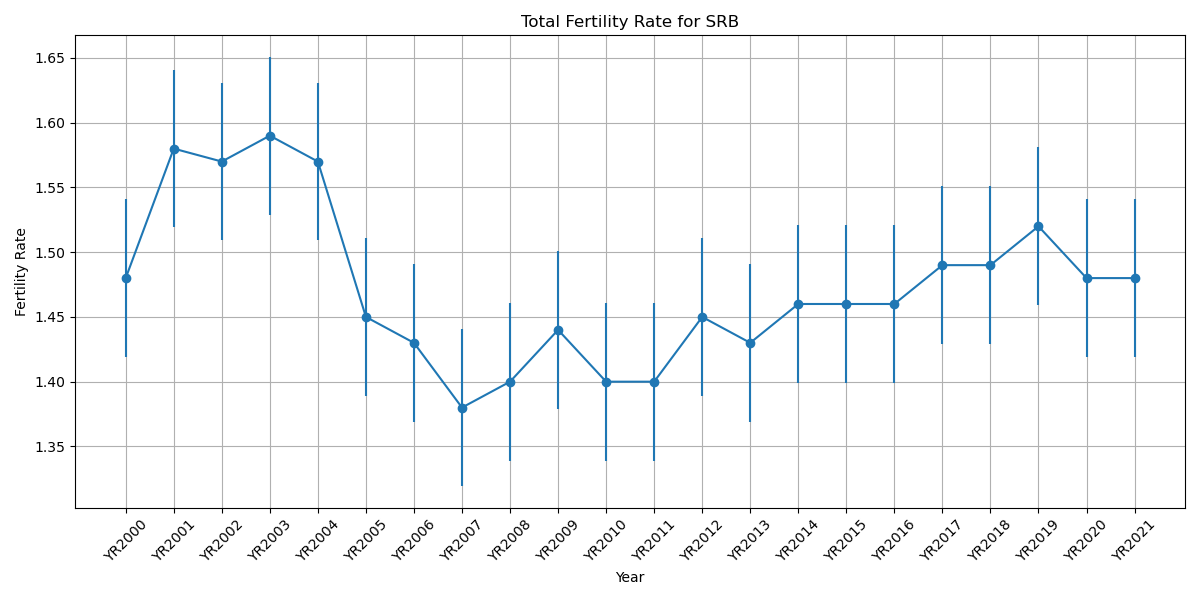 Total Fertility Rate for SRB
Fertility Rate
1.65
1.60
1.55
1.50
1.45
1.40
1.35
YR2000
YR2001
YR2002
YR2003
YR2004
YR2005
YR2006
YR2007
YR2008
YR2009
YR2010
YR2011
YR2012
YR2013
YR2014
YR2015
YR2016
YR2017
YR2018
YR2019
YR2020
YR2021
Year